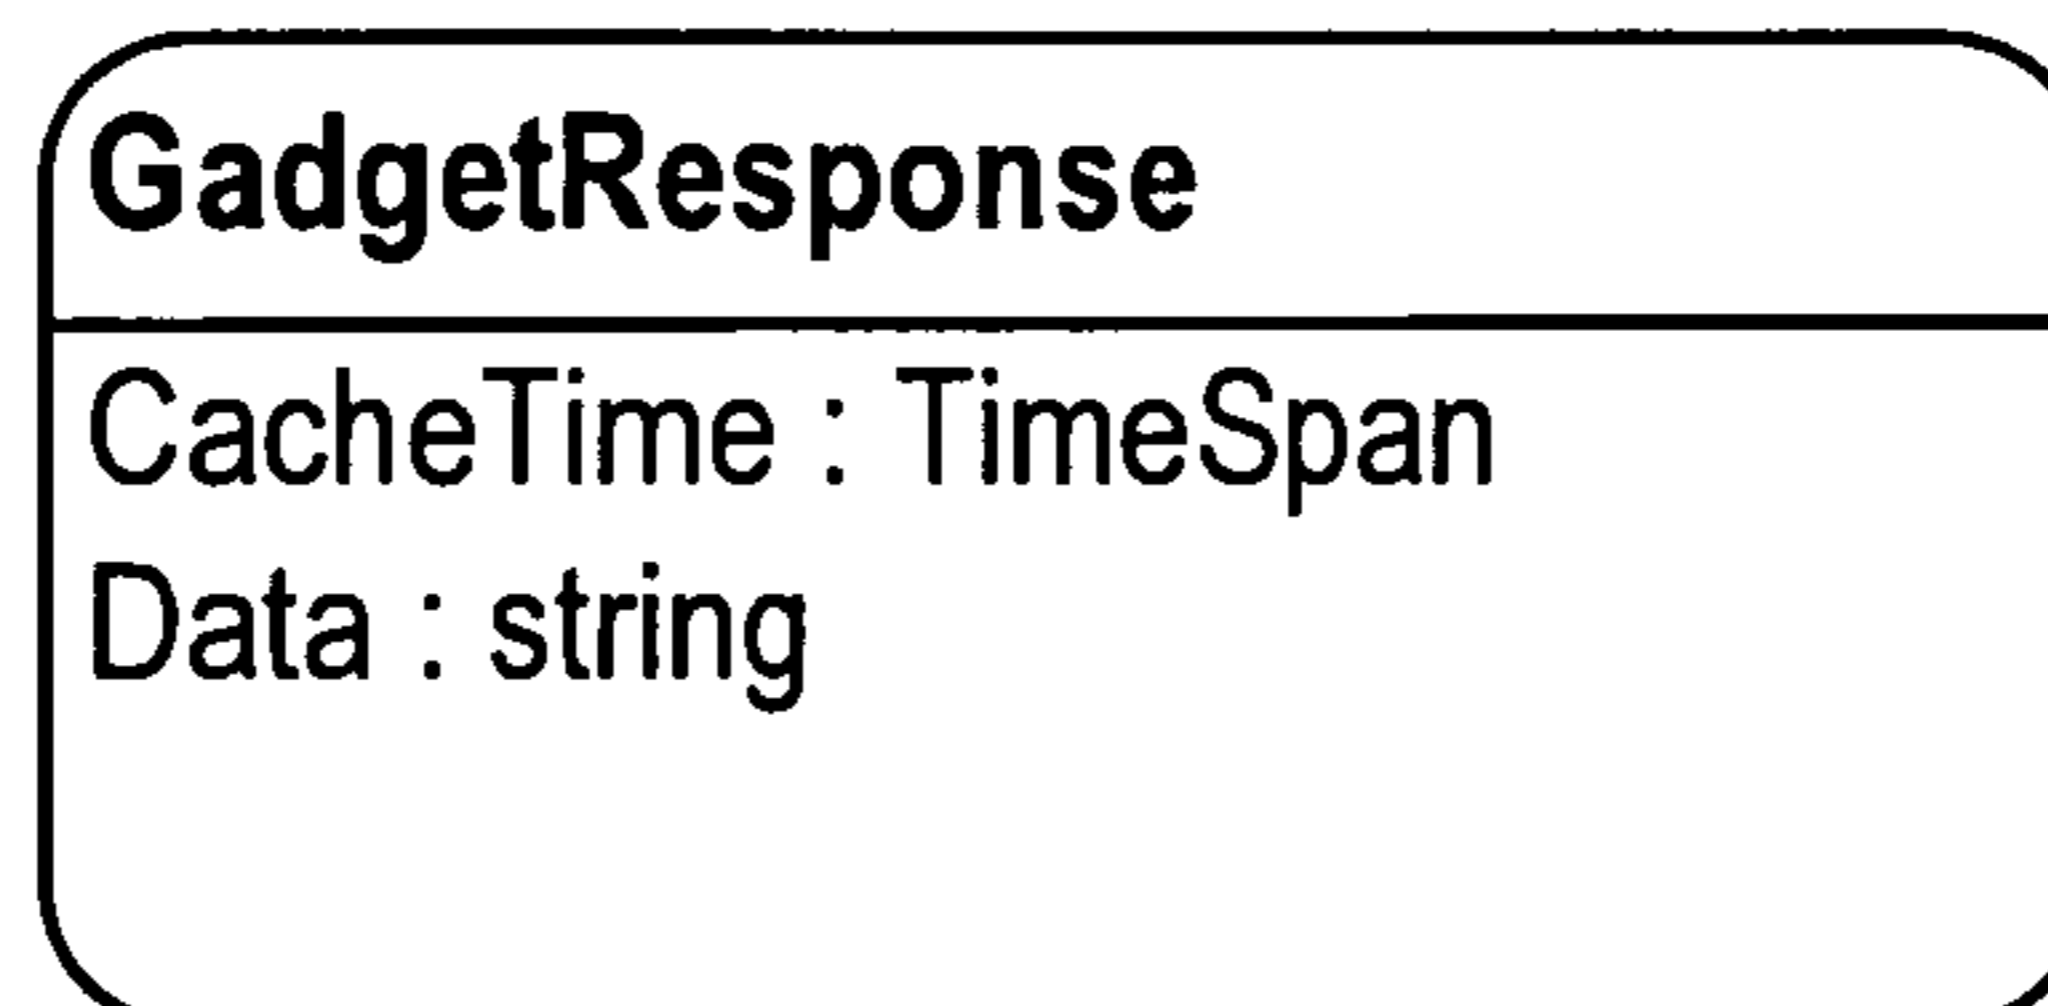 GadgetResponse
CacheTime : TimeSpan
Data : string